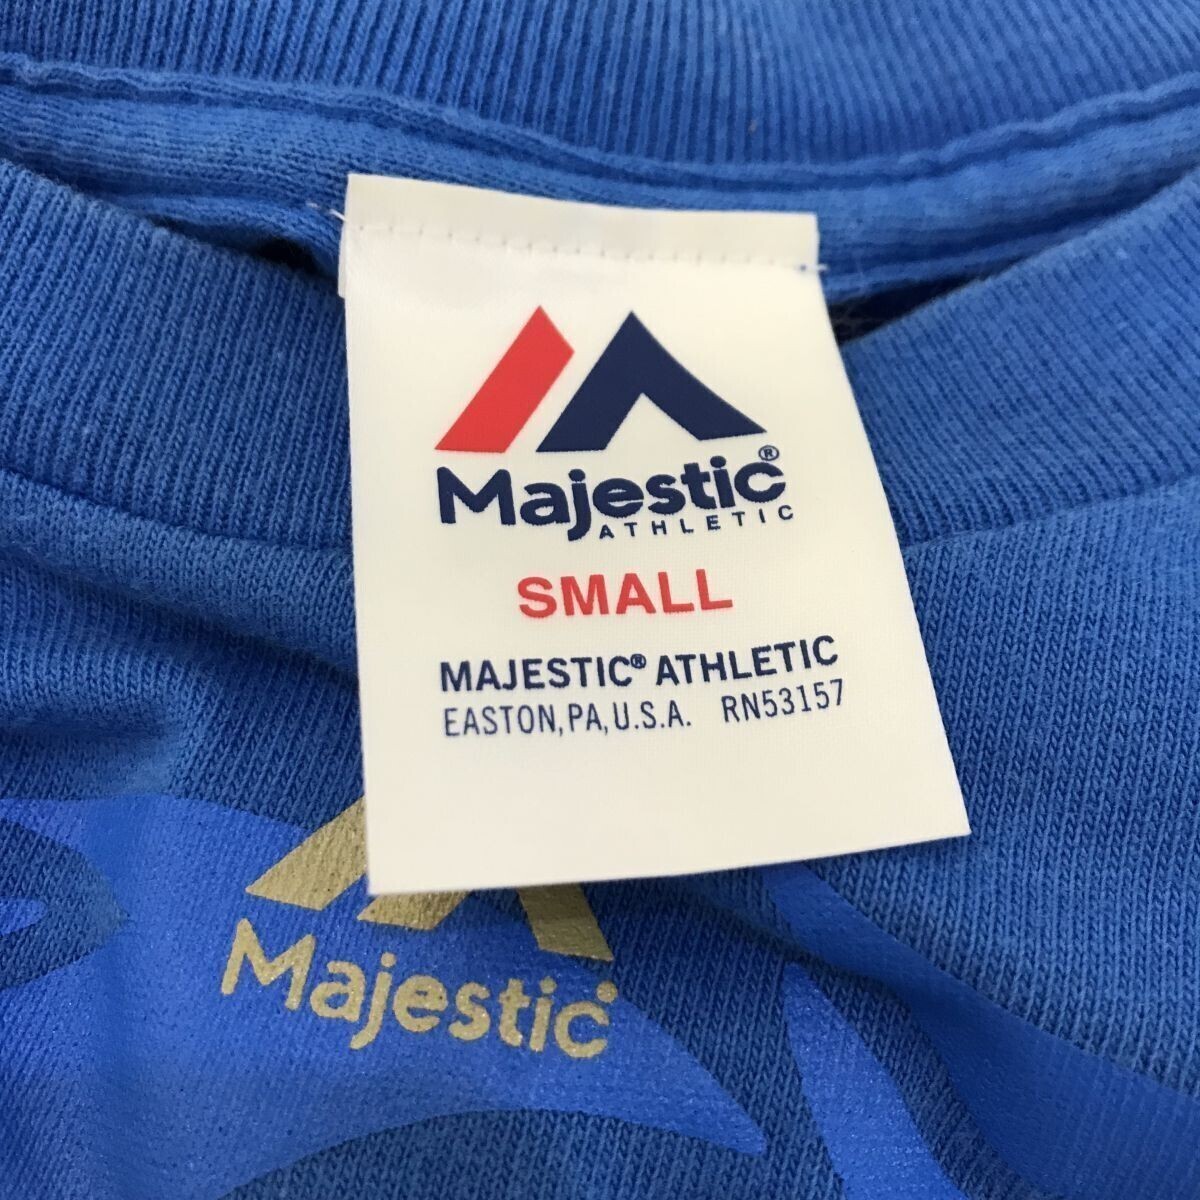 Majestic®
ATHLETIC
SMALL
MAJESTIC® ATHLETIC
EASTON, PA, U.S.A. RN53157
Majestic